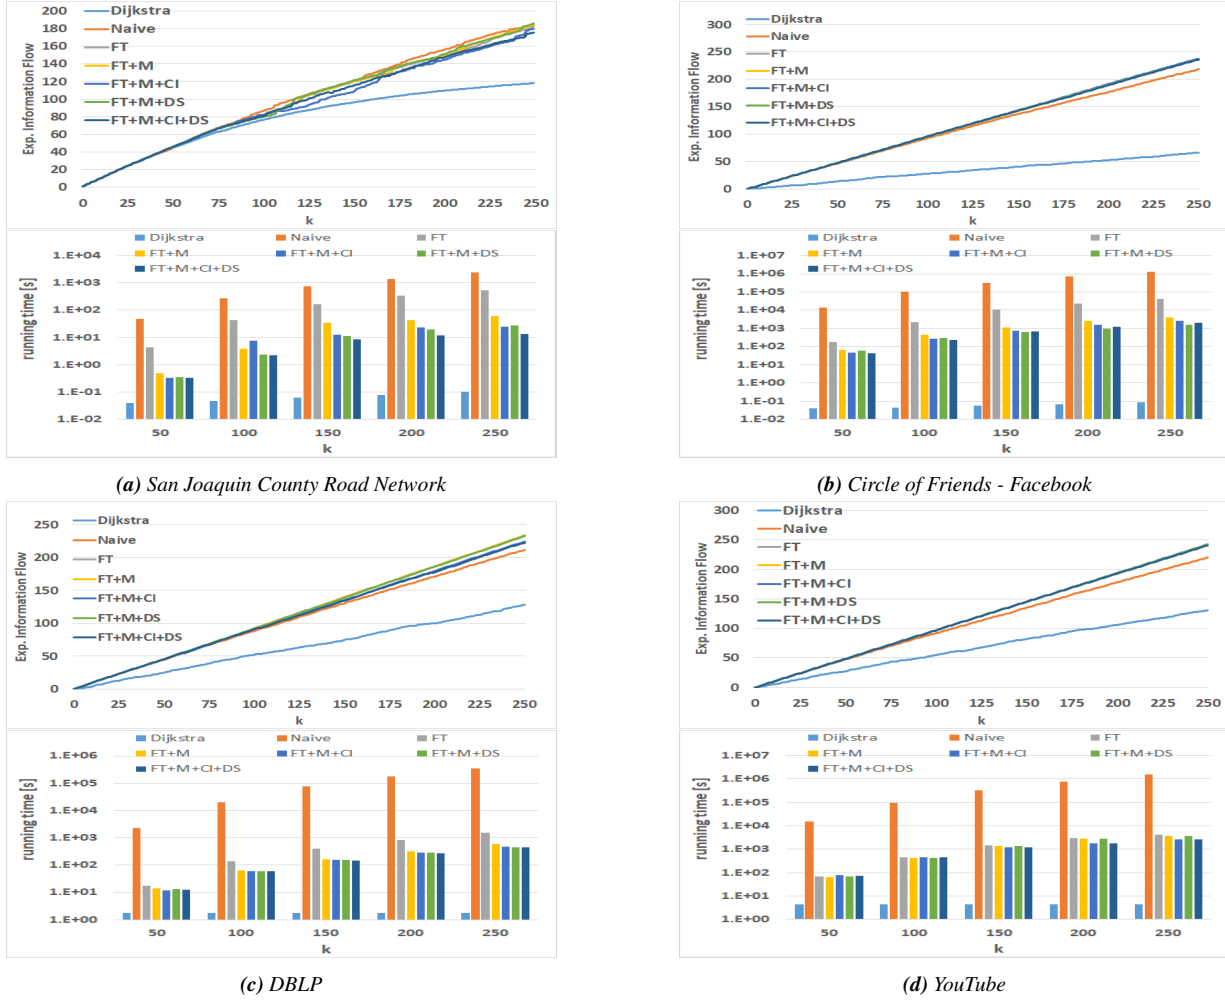 200
180
160
140
120
100
80
60
40
20
0
Exp. Information Flow
Dijkstra
Naive
FT
FT+M
FT+M+CI
FT+M+DS
FT+M+CI+DS
0 25 50 75 100 125 150 175 200 225 250
k
Dijkstra Naive FT
FT+M FT+M+CI FT+M+DS
FT+M+CI+DS
1.E+04
1.E+03
1.E+02
1.E+01
1.E+00
1.E-01
1.E-02
running time [s]
50 100 150 200 250
k
(a) San Joaquin County Road Network
300
250
200
150
100
50
0
Exp. Information Flow
Dijkstra
Naive
FT
FT+M
FT+M+CI
FT+M+DS
FT+M+CI+DS
0 25 50 75 100 125 150 175 200 225 250
k
Dijkstra Naive FT
FT+M FT+M+CI FT+M+DS
FT+M+CI+DS
1.E+07
1.E+06
1.E+05
1.E+04
1.E+03
1.E+02
1.E+01
1.E+00
1.E-01
1.E-02
running time [s]
50 100 150 200 250
k
(b) Circle of Friends - Facebook
250
200
150
100
50
0
Exp. Information Flow
Dijkstra
Naive
FT
FT+M
FT+M+CI
FT+M+DS
FT+M+CI+DS
0 25 50 75 100 125 150 175 200 225 250
k
Dijkstra Naive FT
FT+M FT+M+CI FT+M+DS
FT+M+CI+DS
1.E+06
1.E+05
1.E+04
1.E+03
1.E+02
1.E+01
1.E+00
running time [s]
50 100 150 200 250
k
(c) DBLP
300
250
200
150
100
50
0
Exp. Information Flow
Dijkstra
Naive
FT
FT+M
FT+M+CI
FT+M+DS
FT+M+CI+DS
0 25 50 75 100 125 150 175 200 225 250
k
Dijkstra Naive FT
FT+M FT+M+CI FT+M+DS
FT+M+CI+DS
1.E+07
1.E+06
1.E+05
1.E+04
1.E+03
1.E+02
1.E+01
1.E+00
running time [s]
50 100 150 200 250
k
(d) YouTube